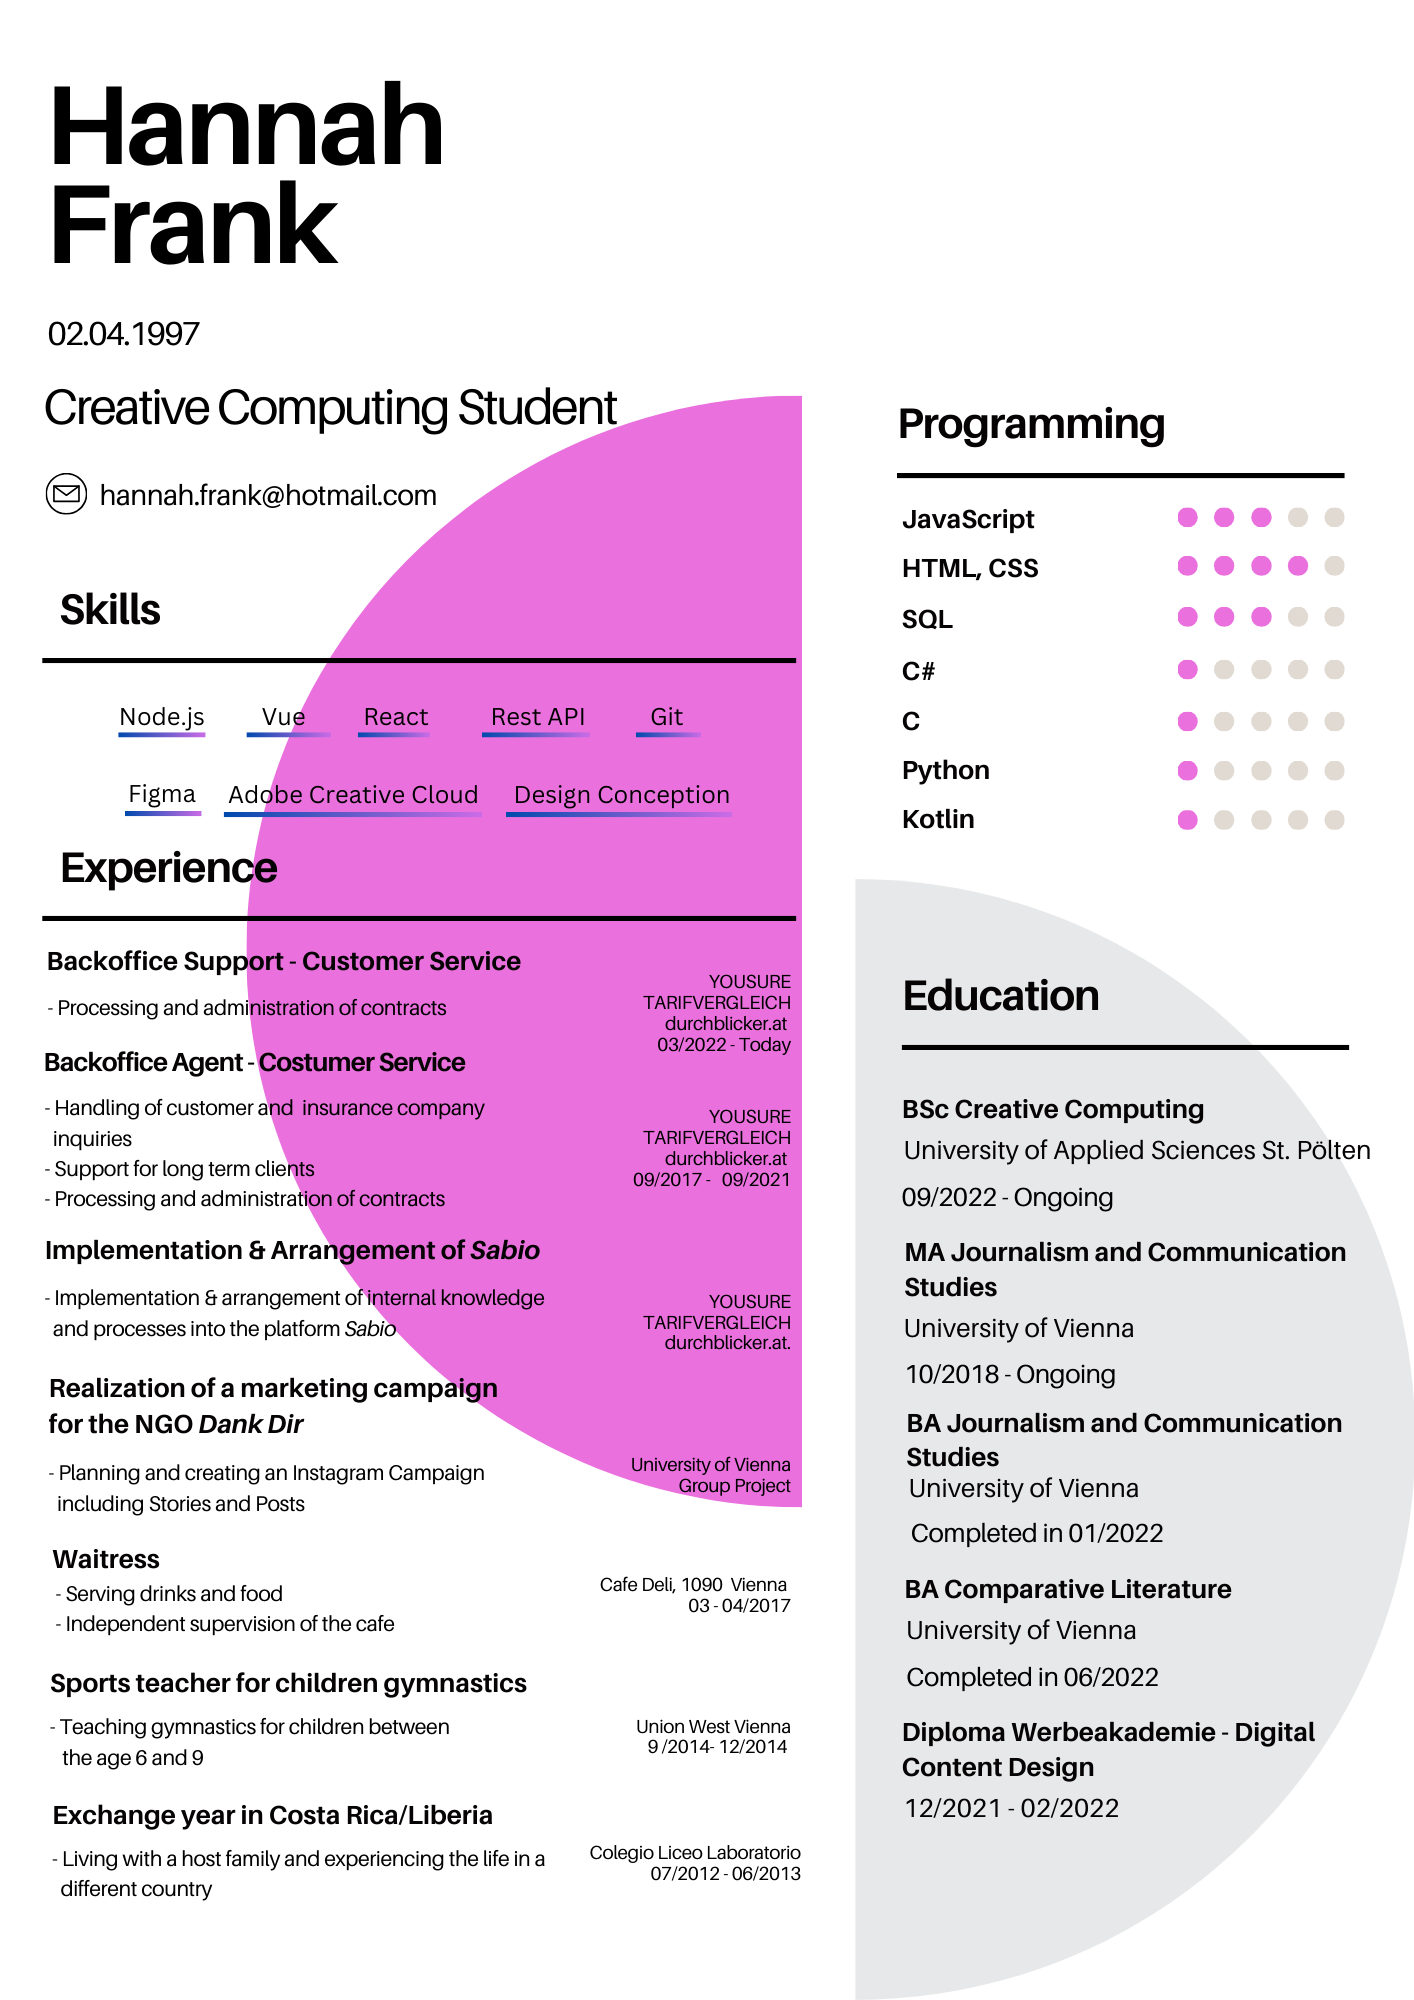 Hannah
Frank
02.04.1997
Creative Computing Student
hannah.frank@hotmail.com
Skills
Node.js Vue React Rest API Git
Figma Adobe Creative Cloud Design Conception
Experience
Backoffice Support - Customer Service
- Processing and administration of contracts
YOUSURE
TARIFVERGLEICH
durchblicker.at
03/2022 - Today
Backoffice Agent - Costumer Service
- Handling of customer and insurance company
inquiries
- Support for long term clients
- Processing and administration of contracts
YOUSURE
TARIFVERGLEICH
durchblicker.at
09/2017 - 09/2021
Implementation & Arrangement of Sabio
- Implementation & arrangement of internal knowledge
and processes into the platform Sabio
YOUSURE
TARIFVERGLEICH
durchblicker.at.
Realization of a marketing campaign
for the NGO Dank Dir
- Planning and creating an Instagram Campaign
including Stories and Posts
University of Vienna
Group Project
Waitress
- Serving drinks and food
- Independent supervision of the cafe
Cafe Deli, 1090 Vienna
03 - 04/2017
Sports teacher for children gymnastics
- Teaching gymnastics for children between
the age 6 and 9
Union West Vienna
9 /2014- 12/2014
Exchange year in Costa Rica/Liberia
- Living with a host family and experiencing the life in a
different country
Colegio Liceo Laboratorio
07/2012 - 06/2013
Programming
JavaScript
HTML, CSS
SQL
C#
C
Python
Kotlin
Education
BSc Creative Computing
University of Applied Sciences St. Pölten
09/2022 - Ongoing
MA Journalism and Communication
Studies
University of Vienna
10/2018 - Ongoing
BA Journalism and Communication
Studies
University of Vienna
Completed in 01/2022
BA Comparative Literature
University of Vienna
Completed in 06/2022
Diploma Werbeakademie - Digital
Content Design
12/2021 - 02/2022